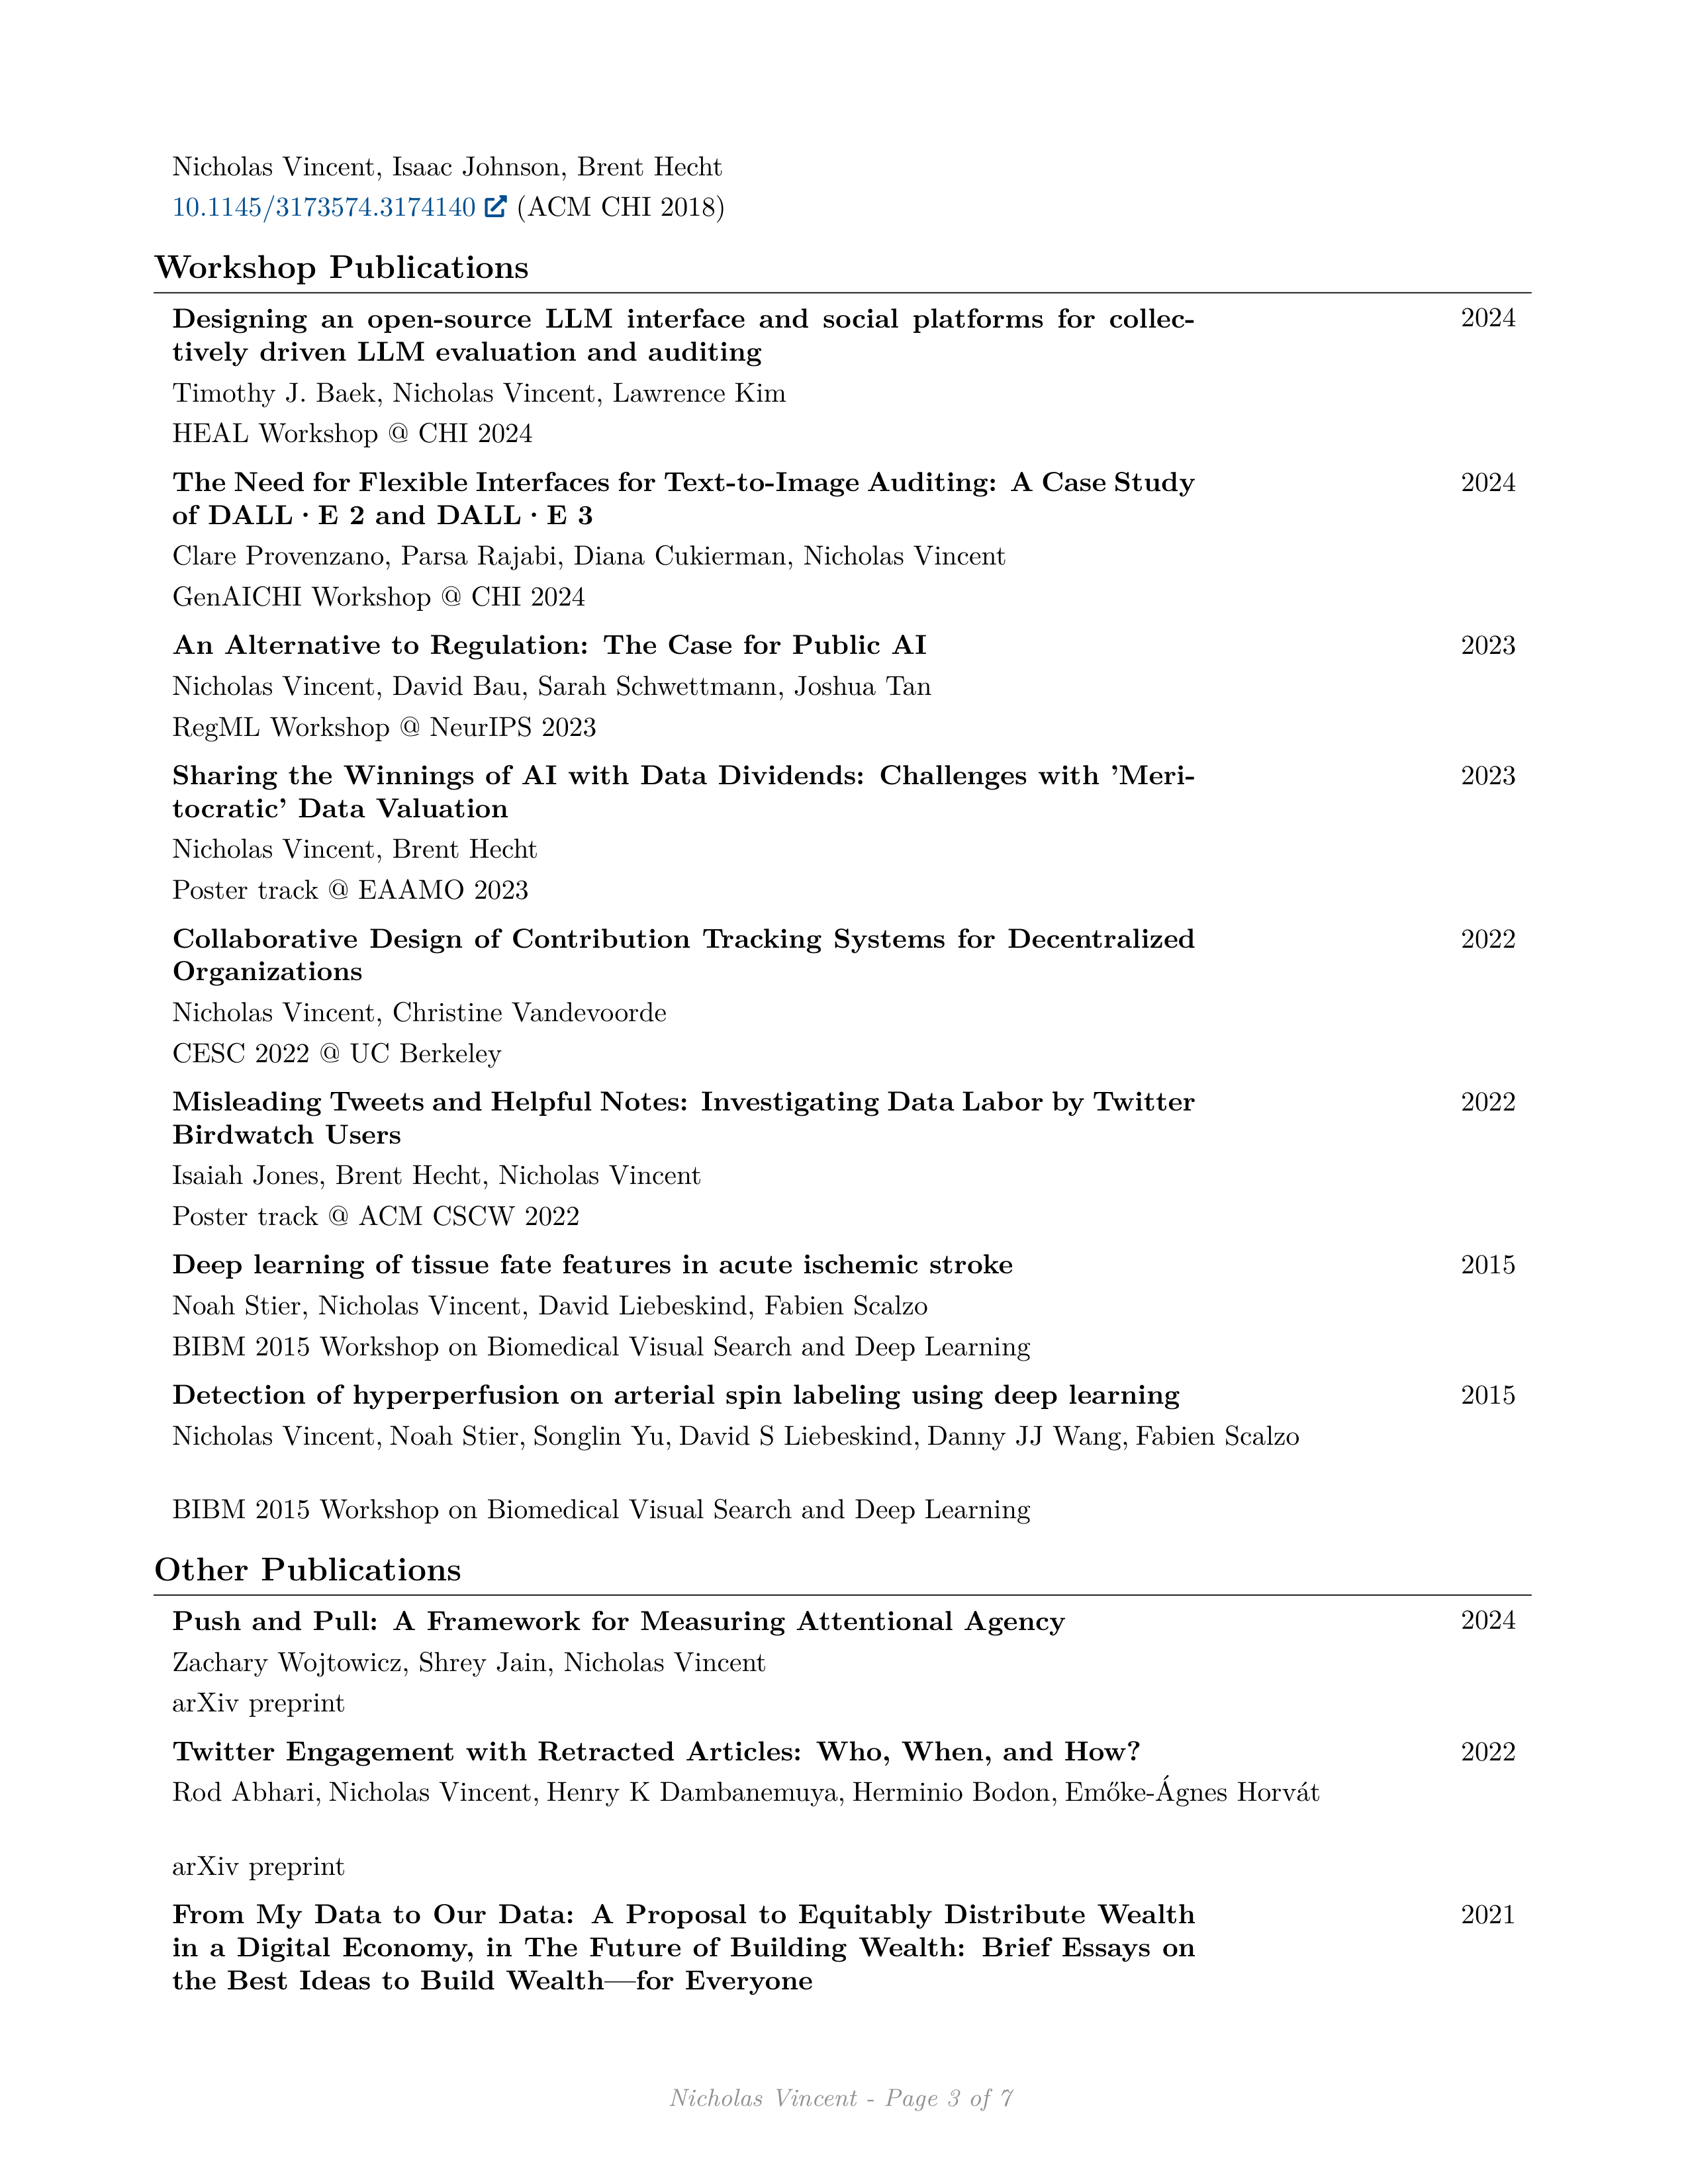 Nicholas Vincent, Isaac Johnson, Brent Hecht
10.1145/3173574.3174140 (ACM CHI 2018)
Workshop Publications
Designing an open-source LLM interface and social platforms for collec-
2024
tively driven LLM evaluation and auditing
Timothy J. Baek, Nicholas Vincent, Lawrence Kim
HEAL Workshop @ CHI 2024
The Need for Flexible Interfaces for Text-to-Image Auditing: A Case Study
2024
of DALL·E 2 and DALL·E 3
Clare Provenzano, Parsa Rajabi, Diana Cukierman, Nicholas Vincent
GenAICHI Workshop @ CHI 2024
An Alternative to Regulation: The Case for Public AI
2023
Nicholas Vincent, David Bau, Sarah Schwettmann, Joshua Tan
RegML Workshop @ NeurIPS 2023
Sharing the Winnings of AI with Data Dividends: Challenges with ’Meri-
2023
tocratic’ Data Valuation
Nicholas Vincent, Brent Hecht
Poster track @ EAAMO 2023
Collaborative Design of Contribution Tracking Systems for Decentralized
2022
Organizations
Nicholas Vincent, Christine Vandevoorde
CESC 2022 @ UC Berkeley
Misleading Tweets and Helpful Notes: Investigating Data Labor by Twitter
2022
Birdwatch Users
Isaiah Jones, Brent Hecht, Nicholas Vincent
Poster track @ ACM CSCW 2022
Deep learning of tissue fate features in acute ischemic stroke
2015
Noah Stier, Nicholas Vincent, David Liebeskind, Fabien Scalzo
BIBM 2015 Workshop on Biomedical Visual Search and Deep Learning
Detection of hyperperfusion on arterial spin labeling using deep learning
2015
Nicholas Vincent, Noah Stier, Songlin Yu, David S Liebeskind, Danny JJ Wang, Fabien Scalzo
BIBM 2015 Workshop on Biomedical Visual Search and Deep Learning
Other Publications
Push and Pull: A Framework for Measuring Attentional Agency
2024
Zachary Wojtowicz, Shrey Jain, Nicholas Vincent
arXiv preprint
Twitter Engagement with Retracted Articles: Who, When, and How?
2022
Rod Abhari, Nicholas Vincent, Henry K Dambanemuya, Herminio Bodon, Emőke-Ágnes Horvát
arXiv preprint
From My Data to Our Data: A Proposal to Equitably Distribute Wealth
2021
in a Digital Economy, in The Future of Building Wealth: Brief Essays on
the Best Ideas to Build Wealth—for Everyone
Nicholas Vincent - Page 3 of 7